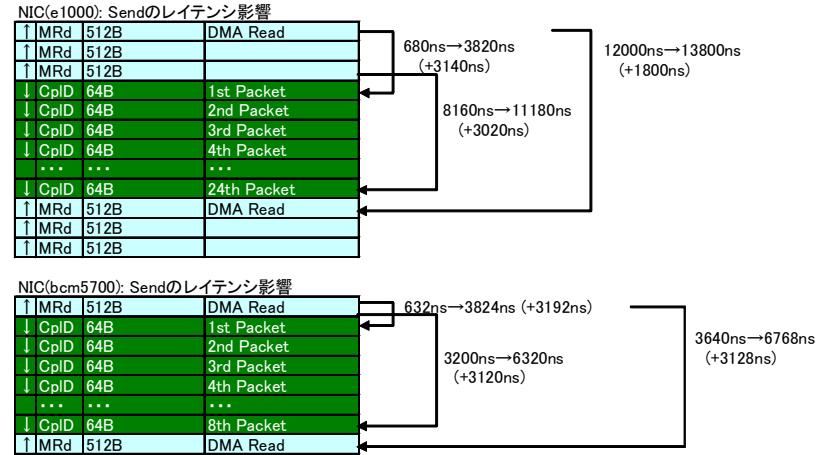 NIC(e1000): Sendのレイテンシ影響
↑ MRd 512B DMA Read
↑ MRd 512B
↑ MRd 512B
↓ CplD 64B 1st Packet
↓ CplD 64B 2nd Packet
↓ CplD 64B 3rd Packet
↓ CplD 64B 4th Packet
・・・ ・・・ ・・・
↓ CplD 64B 24th Packet
↑ MRd 512B DMA Read
↑ MRd 512B
↑ MRd 512B
680ns→3820ns
(+3140ns)
8160ns→11180ns
(+3020ns)
12000ns→13800ns
(+1800ns)
NIC(bcm5700): Sendのレイテンシ影響
↑ MRd 512B DMA Read
↓ CplD 64B 1st Packet
↓ CplD 64B 2nd Packet
↓ CplD 64B 3rd Packet
↓ CplD 64B 4th Packet
・・・ ・・・ ・・・
↓ CplD 64B 8th Packet
↑ MRd 512B DMA Read
632ns→3824ns (+3192ns)
3200ns→6320ns
(+3120ns)
3640ns→6768ns
(+3128ns)